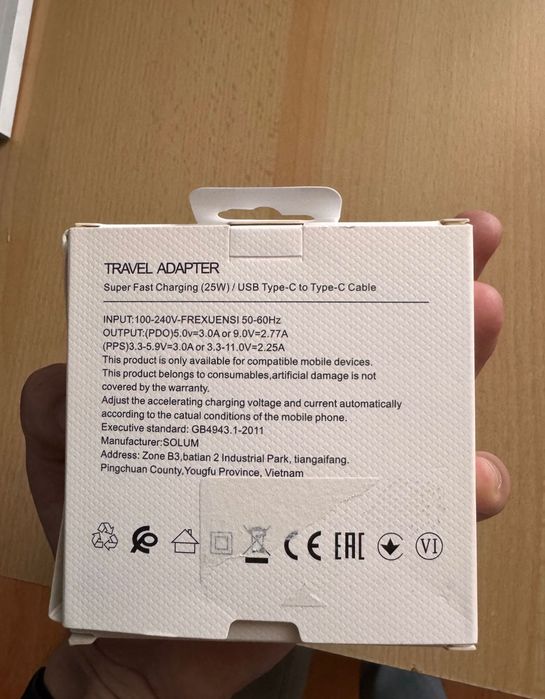 TRAVEL ADAPTER
Super Fast Charging (25W) / USB Type-C to Type-C Cable
INPUT:100-240V-FREXUENSI 50-60Hz
OUTPUT:(PDO)5.0v=3.0A or 9.0V=2.77A
(PPS)3.3-5.9V=3.0A or 3.3-11.0V=2.25A
This product is only available for compatible mobile devices.
This product belongs to consumables,artificial damage is not
covered by the warranty.
Adjust the accelerating charging voltage and current automatically
according to the catual conditions of the mobile phone.
Executive standard: GB4943.1-2011
Manufacturer:SOLUM
Address: Zone B3,batian 2 Industrial Park, tiangaifang.
Pingchuan County,Yougfu Province, Vietnam
CE EAC VI